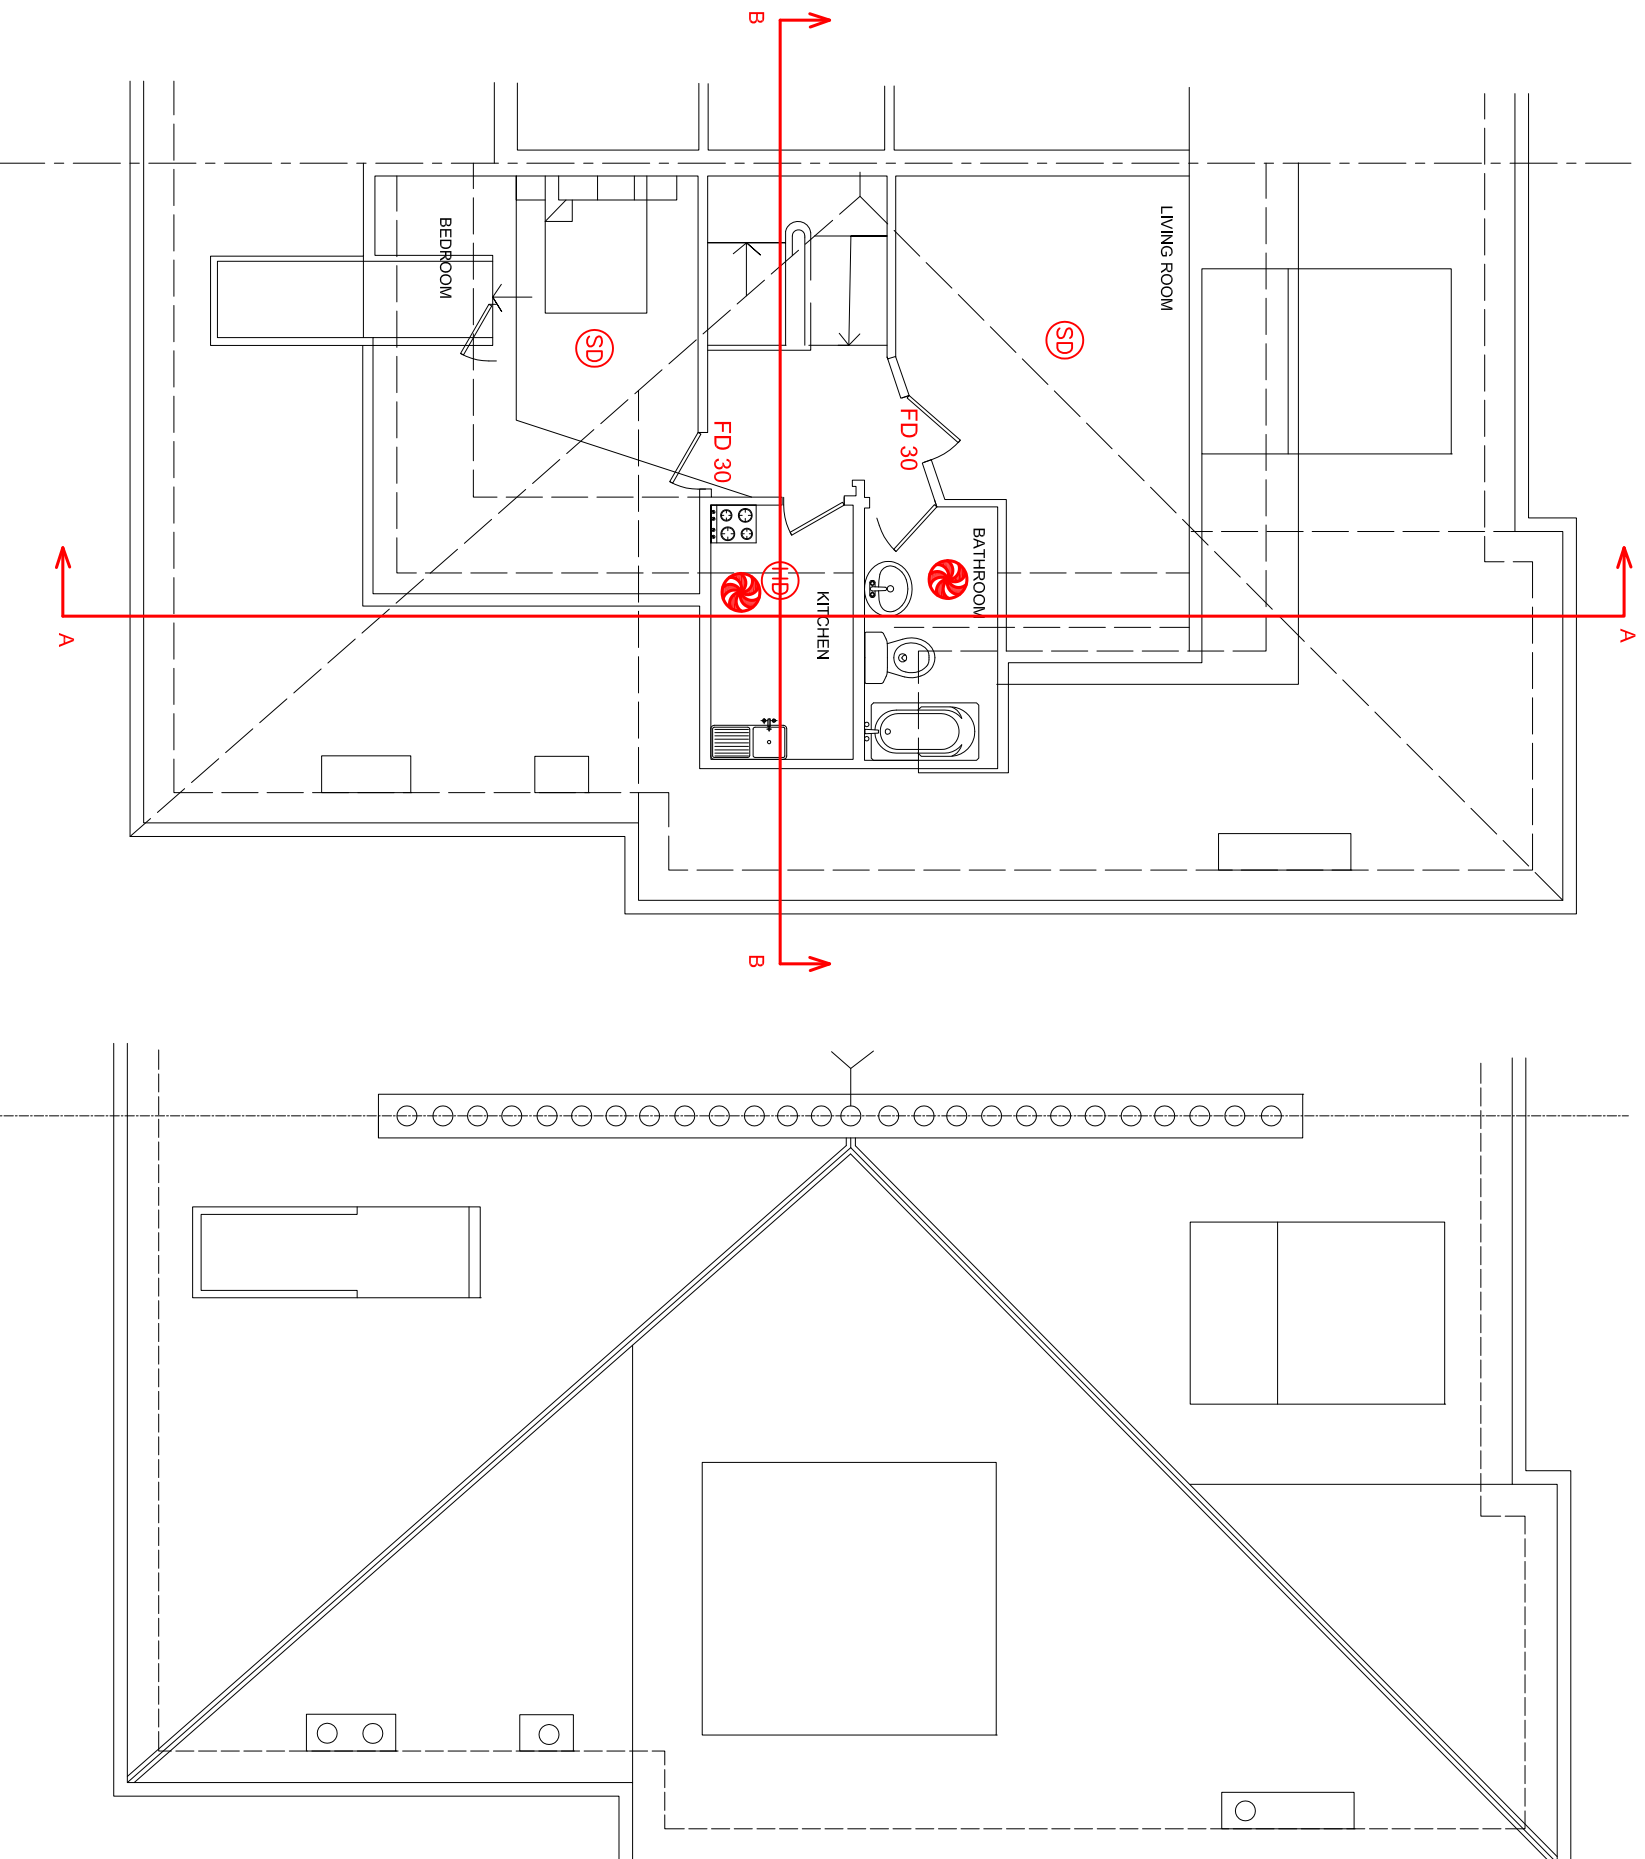 B
LIVING ROOM
BEDROOM
SD
SD
FD 30
FD 30
BATHROOM
HD
KITCHEN
A
A
B